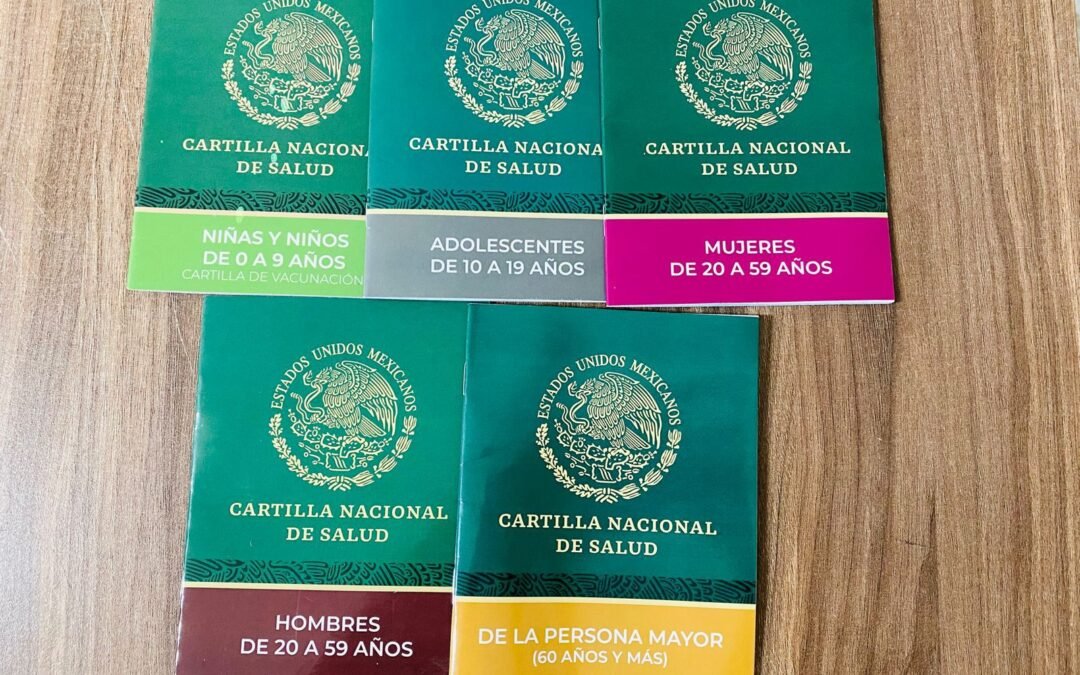 ESTADOS UNIDOS MEXICANOS
CARTILLA NACIONA
DE SALUD
NIÑAS Y NIÑOS
DE 0 A 9 AÑOS
CARTILLA DE VACUNACIÓN
ESTADOS UNIDOS MEXICANOS
CARTILLA NACIONA
DE SALUD
ADOLESCENTES
DE 10 A 19 AÑOS
ESTADOS UNIDOS MEXICANOS
CARTILLA NACIONAL
DE SALUD
MUJERES
DE 20 A 59 AÑOS
ESTADOS UNIDOS MEXICANOS
CARTILLA NACIONAL
DE SALUD
HOMBRES
DE 20 A 59 AÑOS
ESTADOS UNIDOS MEXICANOS
CARTILLA NACIONAL
DE SALUD
DE LA PERSONA MAYOR
(60 AÑOS Y MÁS)